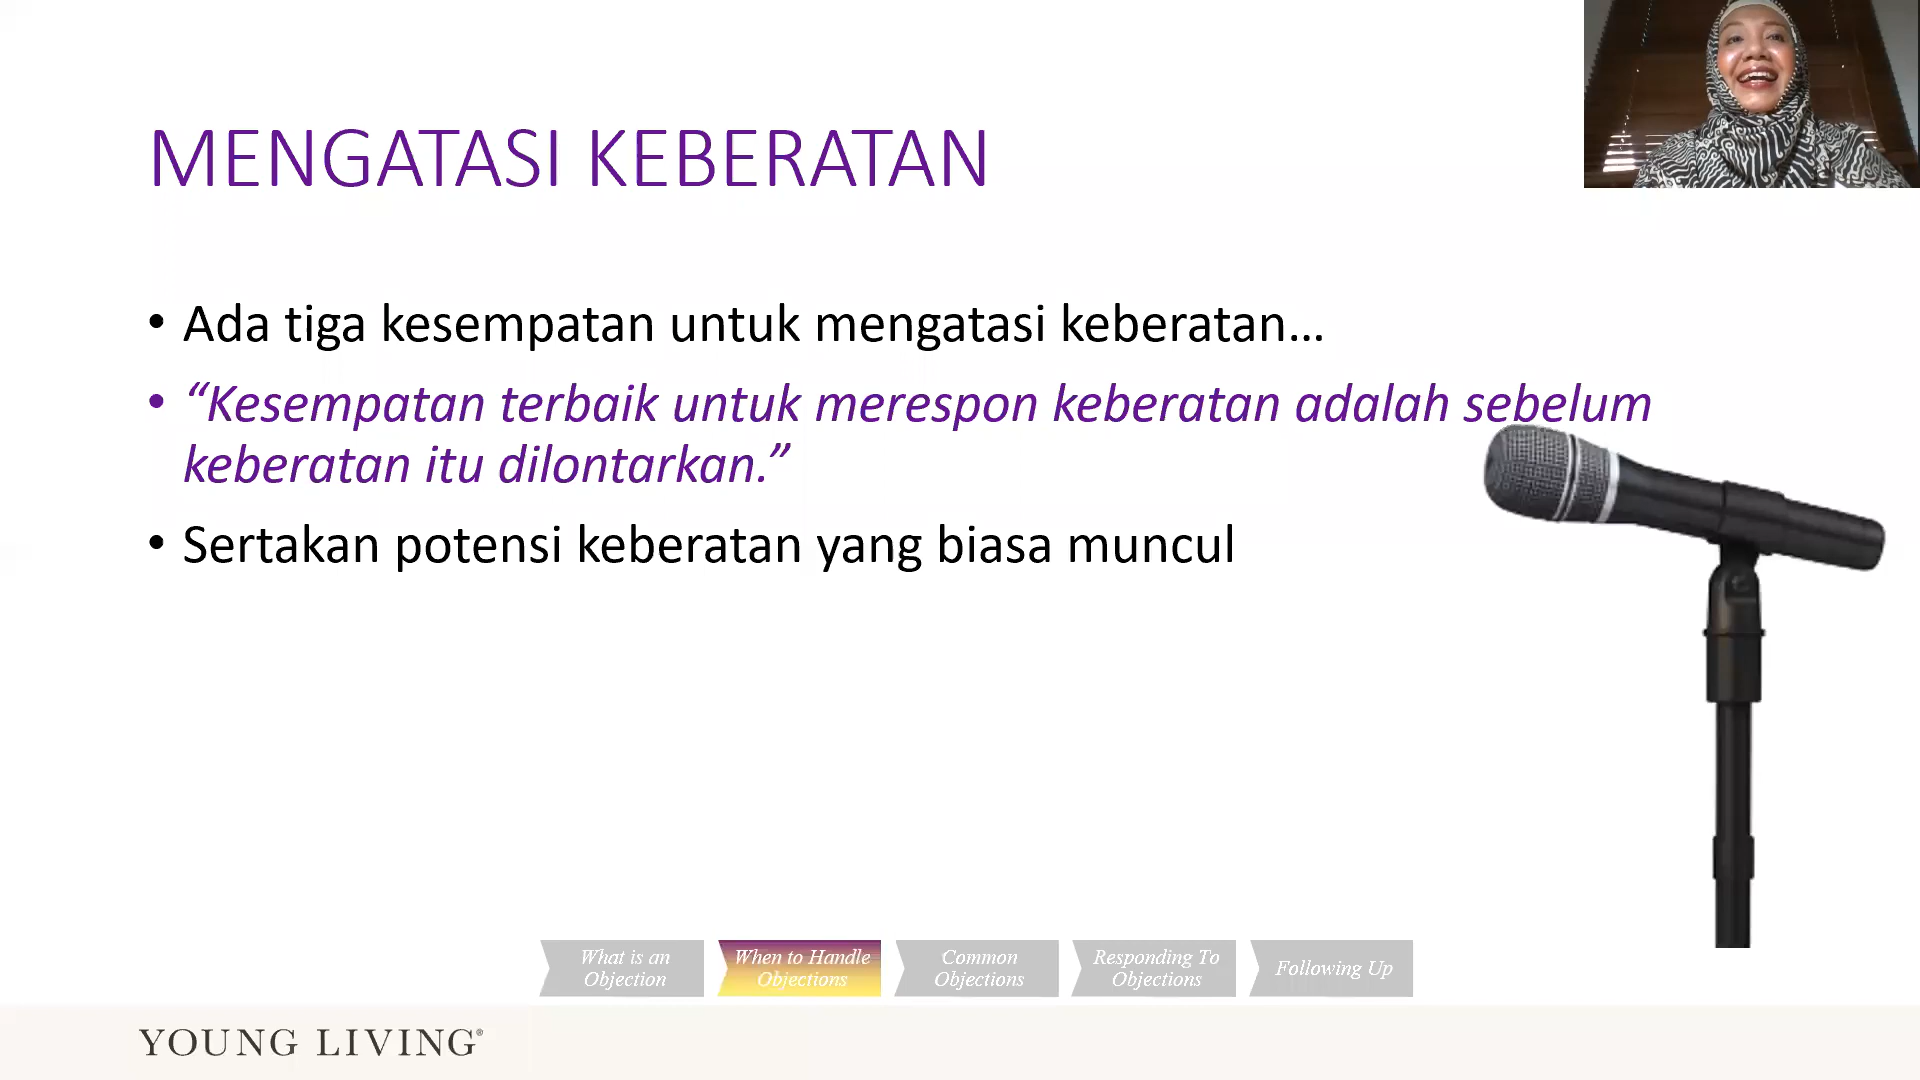 MENGATASI KEBERATAN
• Ada tiga kesempatan untuk mengatasi keberatan...
• “Kesempatan terbaik untuk merespon keberatan adalah sebelum
keberatan itu dilontarkan.”
• Sertakan potensi keberatan yang biasa muncul
What is an
Objection
When to Handle
Objections
Common
Objections
Responding To
Objections
Following Up
YOUNG LIVING®